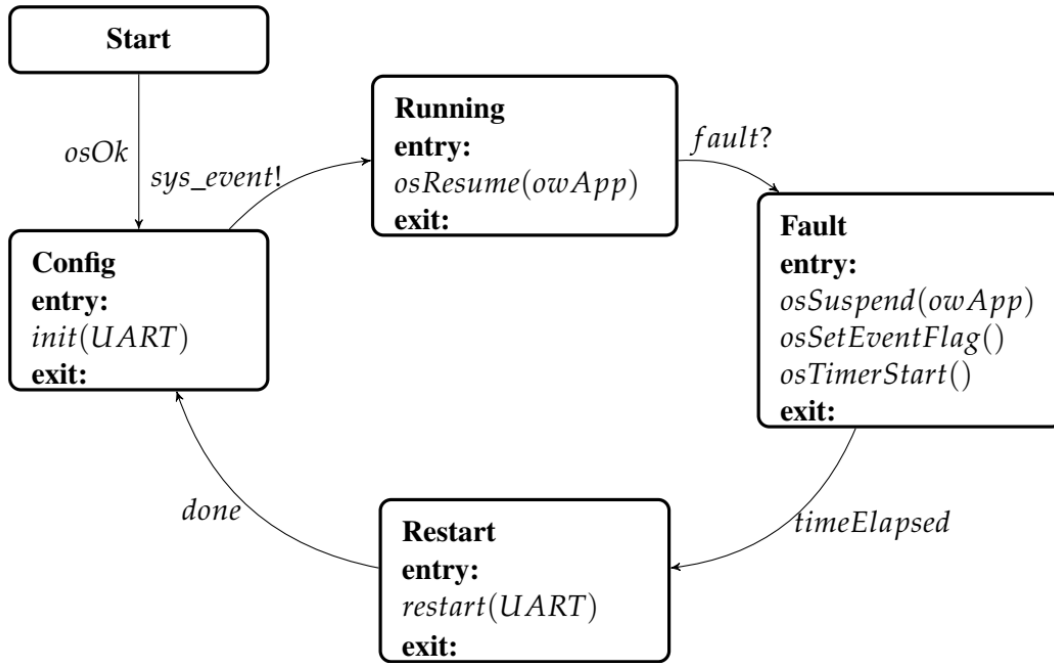 Start
osOk
sys_event!
Running
entry:
osResume(owApp)
exit:
fault?
Config
entry:
init(UART)
exit:
Fault
entry:
osSuspend(owApp)
osSetEventFlag()
osTimerStart()
exit:
done
timeElapsed
Restart
entry:
restart(UART)
exit: